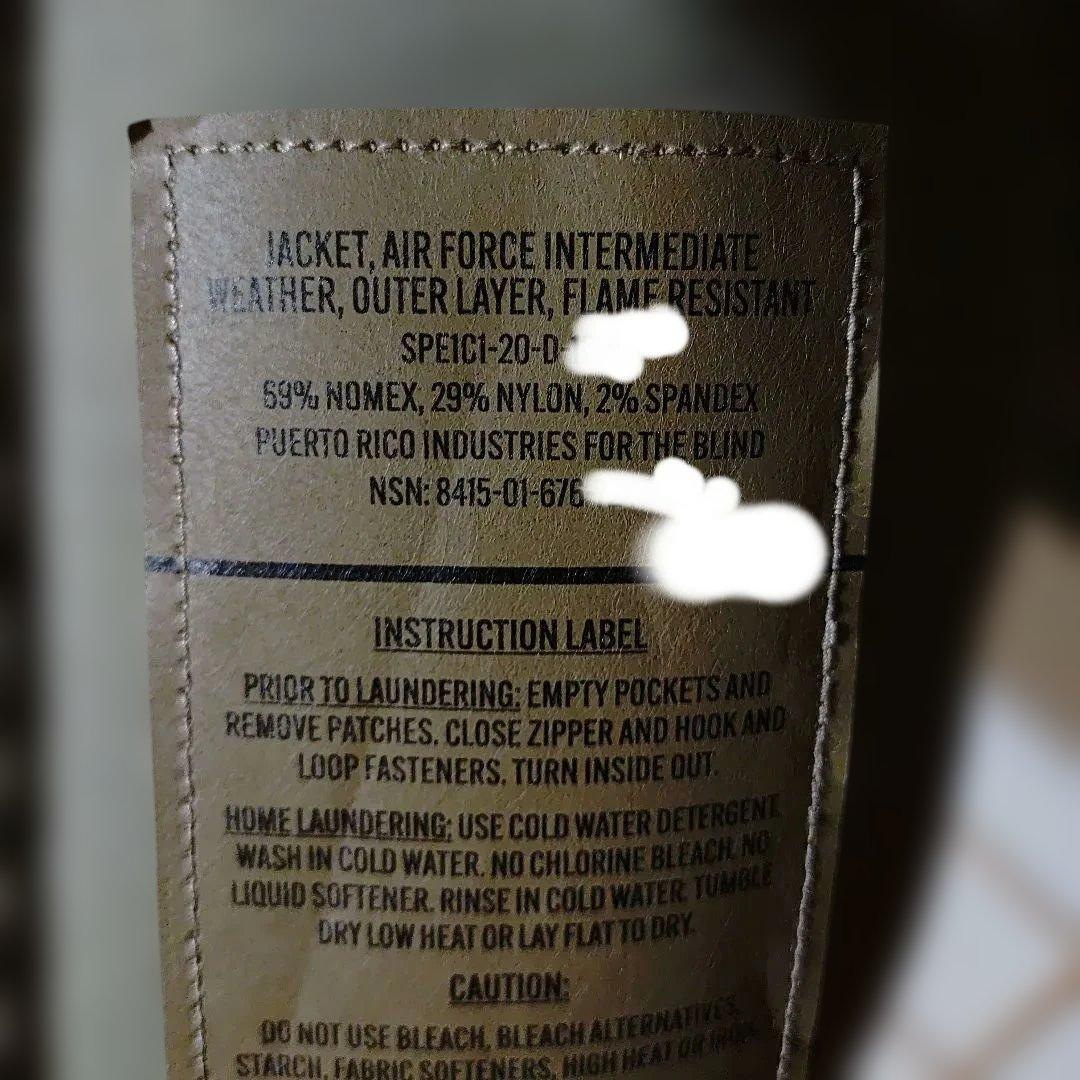 JACKET, AIR FORCE INTERMEDIATE
WEATHER, OUTER LAYER, FLAME RESISTANT
SPE1C1-20-D-
69% NOMEX, 29% NYLON, 2% SPANDEX
PUERTO RICO INDUSTRIES FOR THE BLIND
NSN: 8415-01-676
INSTRUCTION LABEL
PRIOR TO LAUNDERING: EMPTY POCKETS AND
REMOVE PATCHES. CLOSE ZIPPER AND HOOK AND
LOOP FASTENERS. TURN INSIDE OUT.
HOME LAUNDERING: USE COLD WATER DETERGENT.
WASH IN COLD WATER. NO CHLORINE BLEACH. NO
LIQUID SOFTENER. RINSE IN COLD WATER. TUMBLE
DRY LOW HEAT OR LAY FLAT TO DRY.
CAUTION:
DO NOT USE BLEACH, BLEACH ALTERNATIVES,
STARCH, FABRIC SOFTENERS, HIGH HEAT OR IRON.